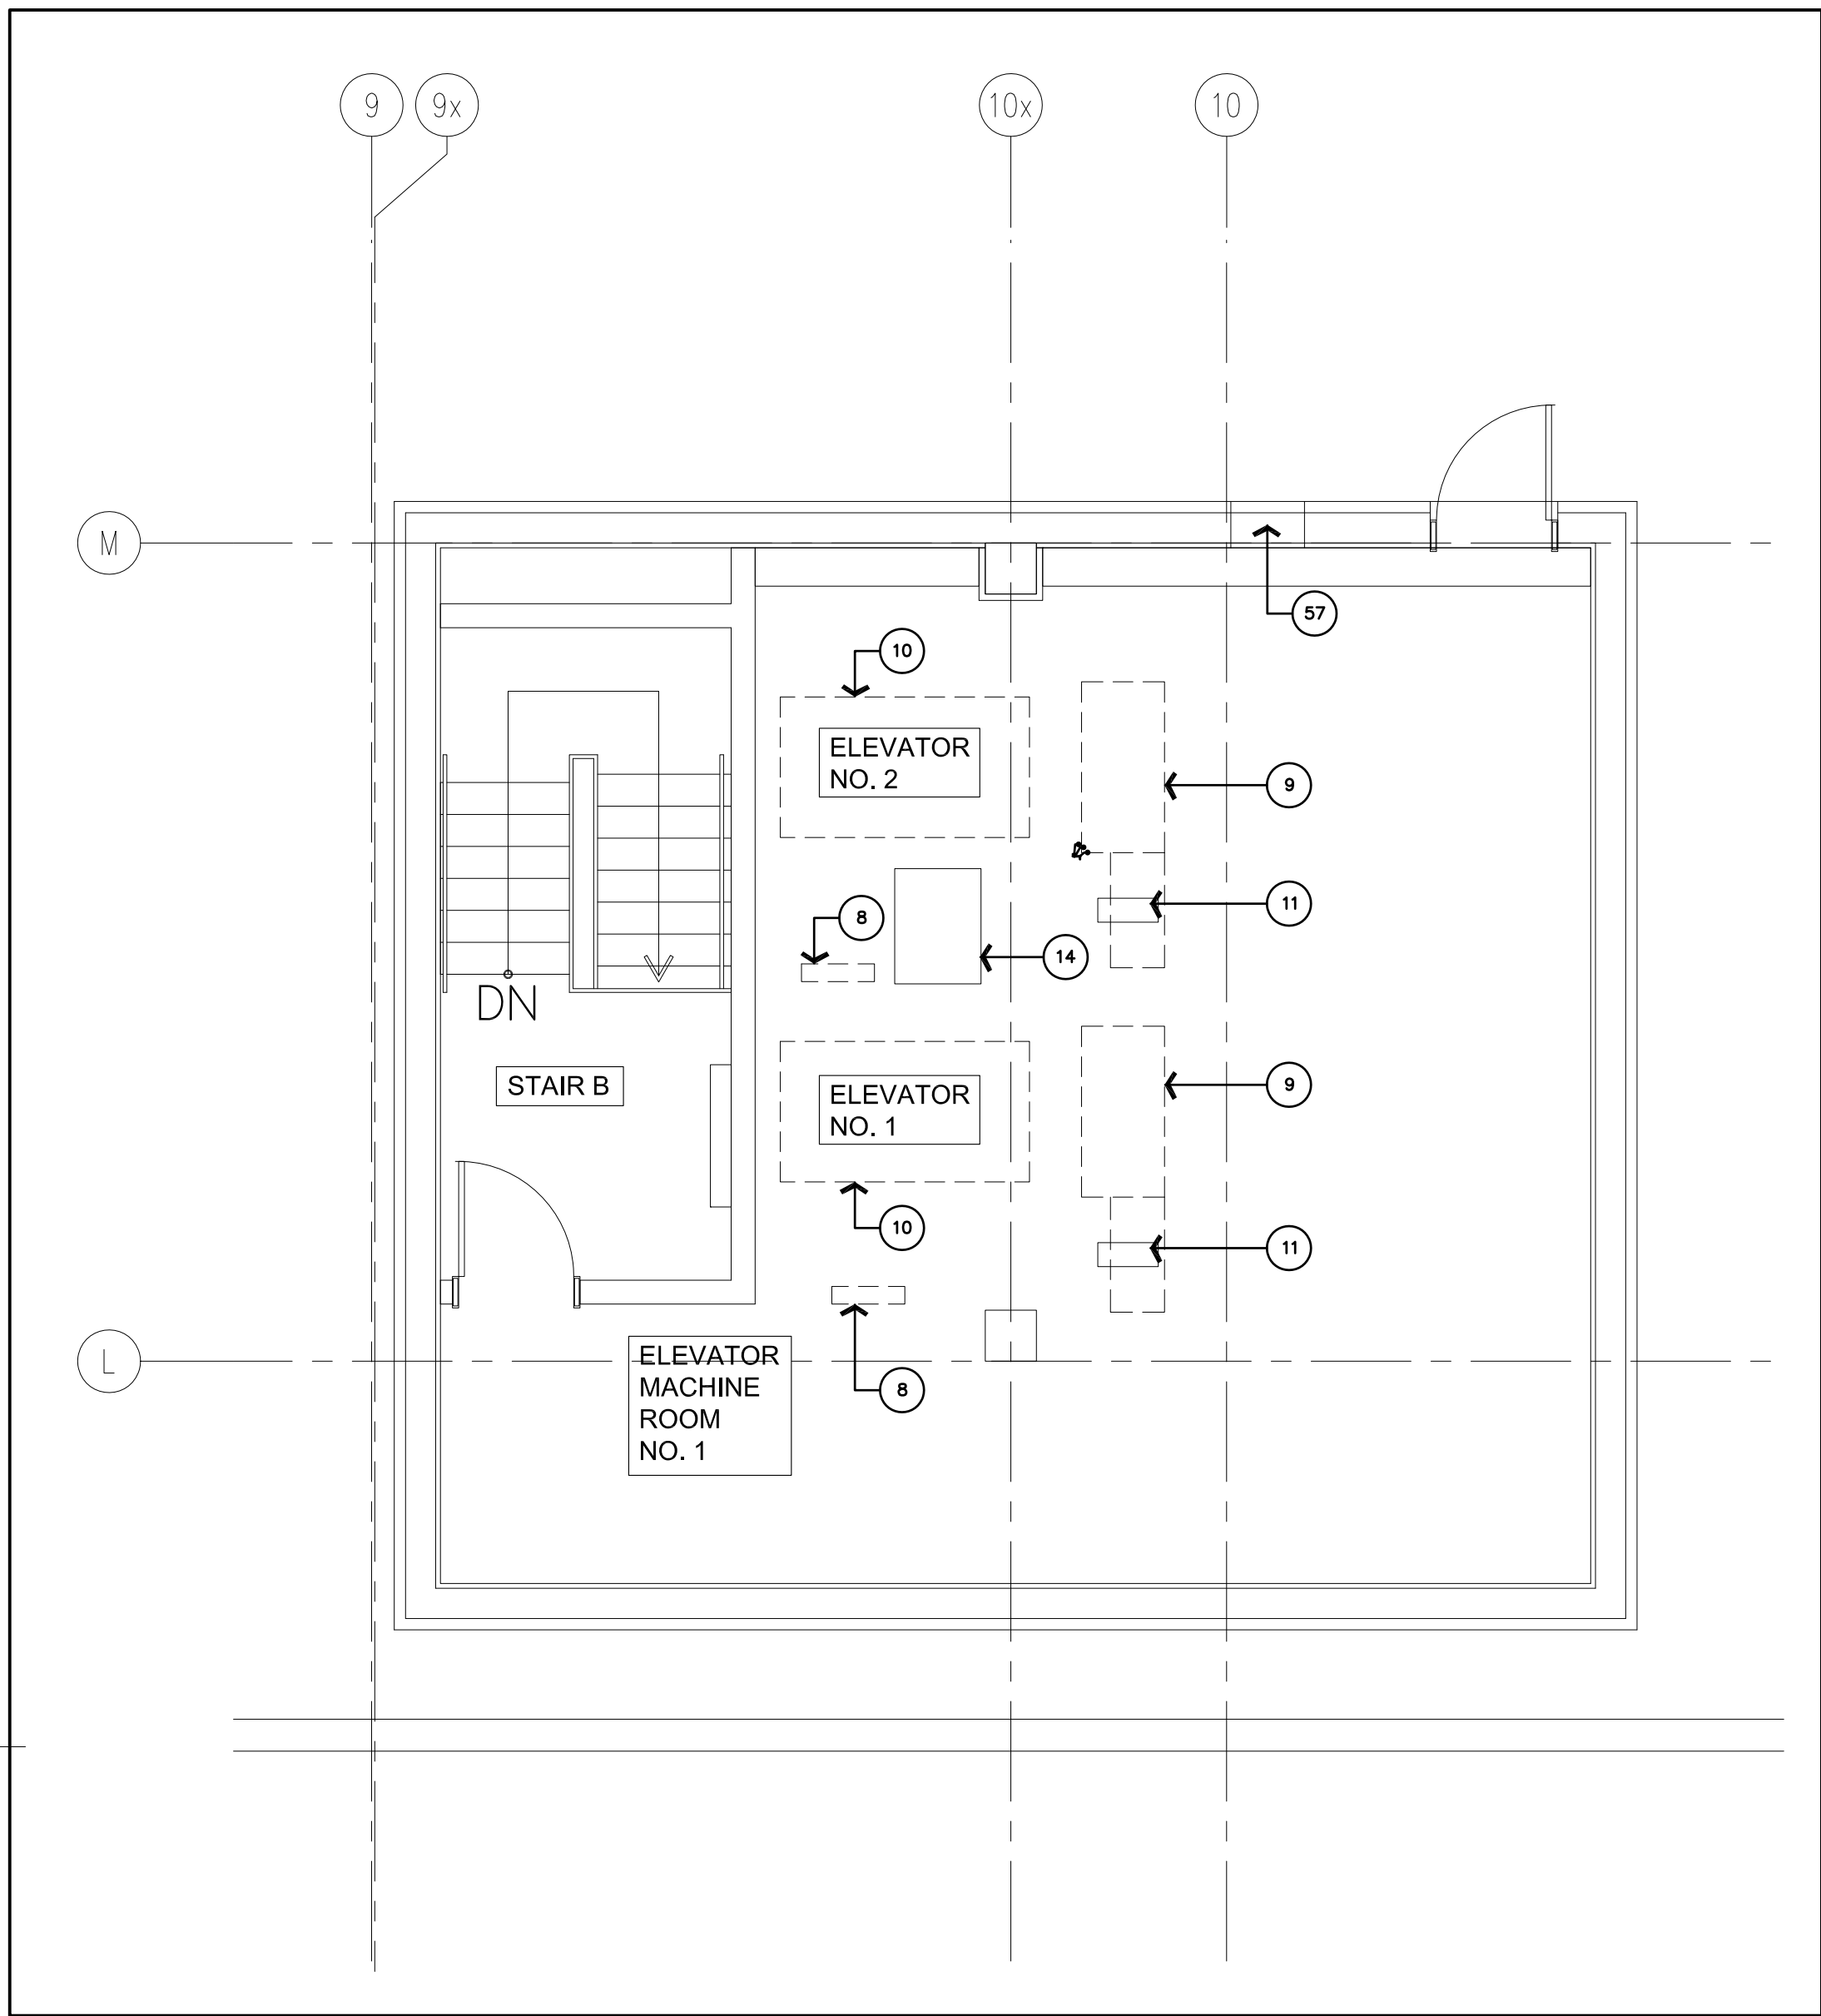 9
9x
10x
10
M
57
10
ELEVATOR
NO. 2
9
8
11
14
DN
STAIR B
ELEVATOR
NO. 1
9
10
11
L
ELEVATOR
MACHINE
ROOM
NO. 1
8